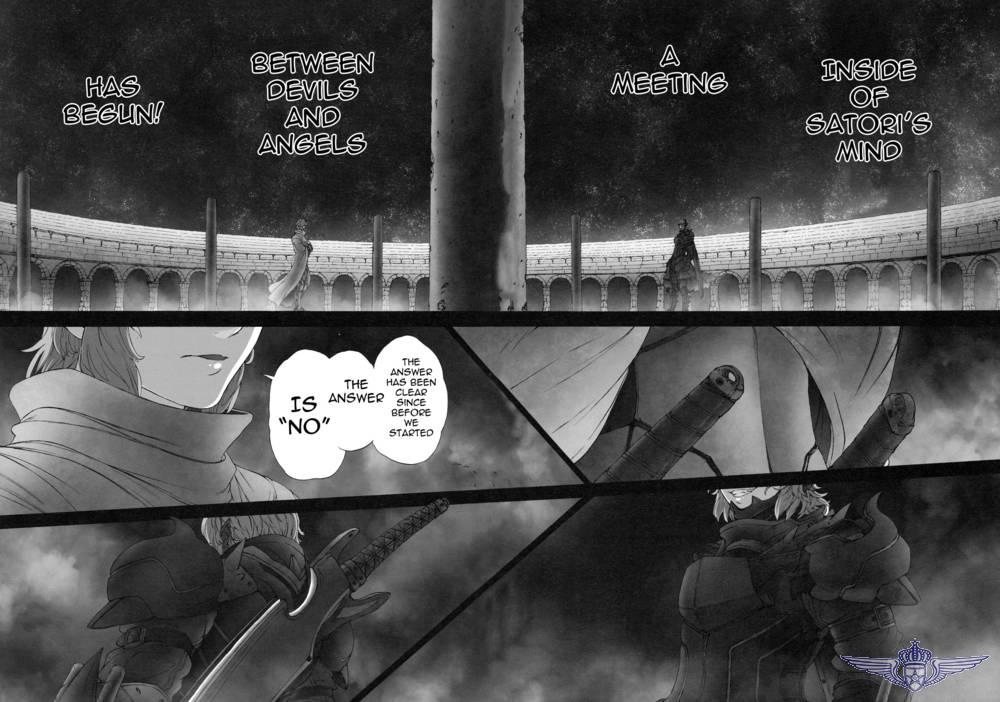 INSIDE
OF
SATORI'S
MIND
A
MEETING
BETWEEN
DEVILS
AND
ANGELS
HAS
BEGUN!
THE
ANSWER
HAS BEEN
CLEAR
SINCE
BEFORE
WE
STARTED
THE
ANSWER
IS
"NO"